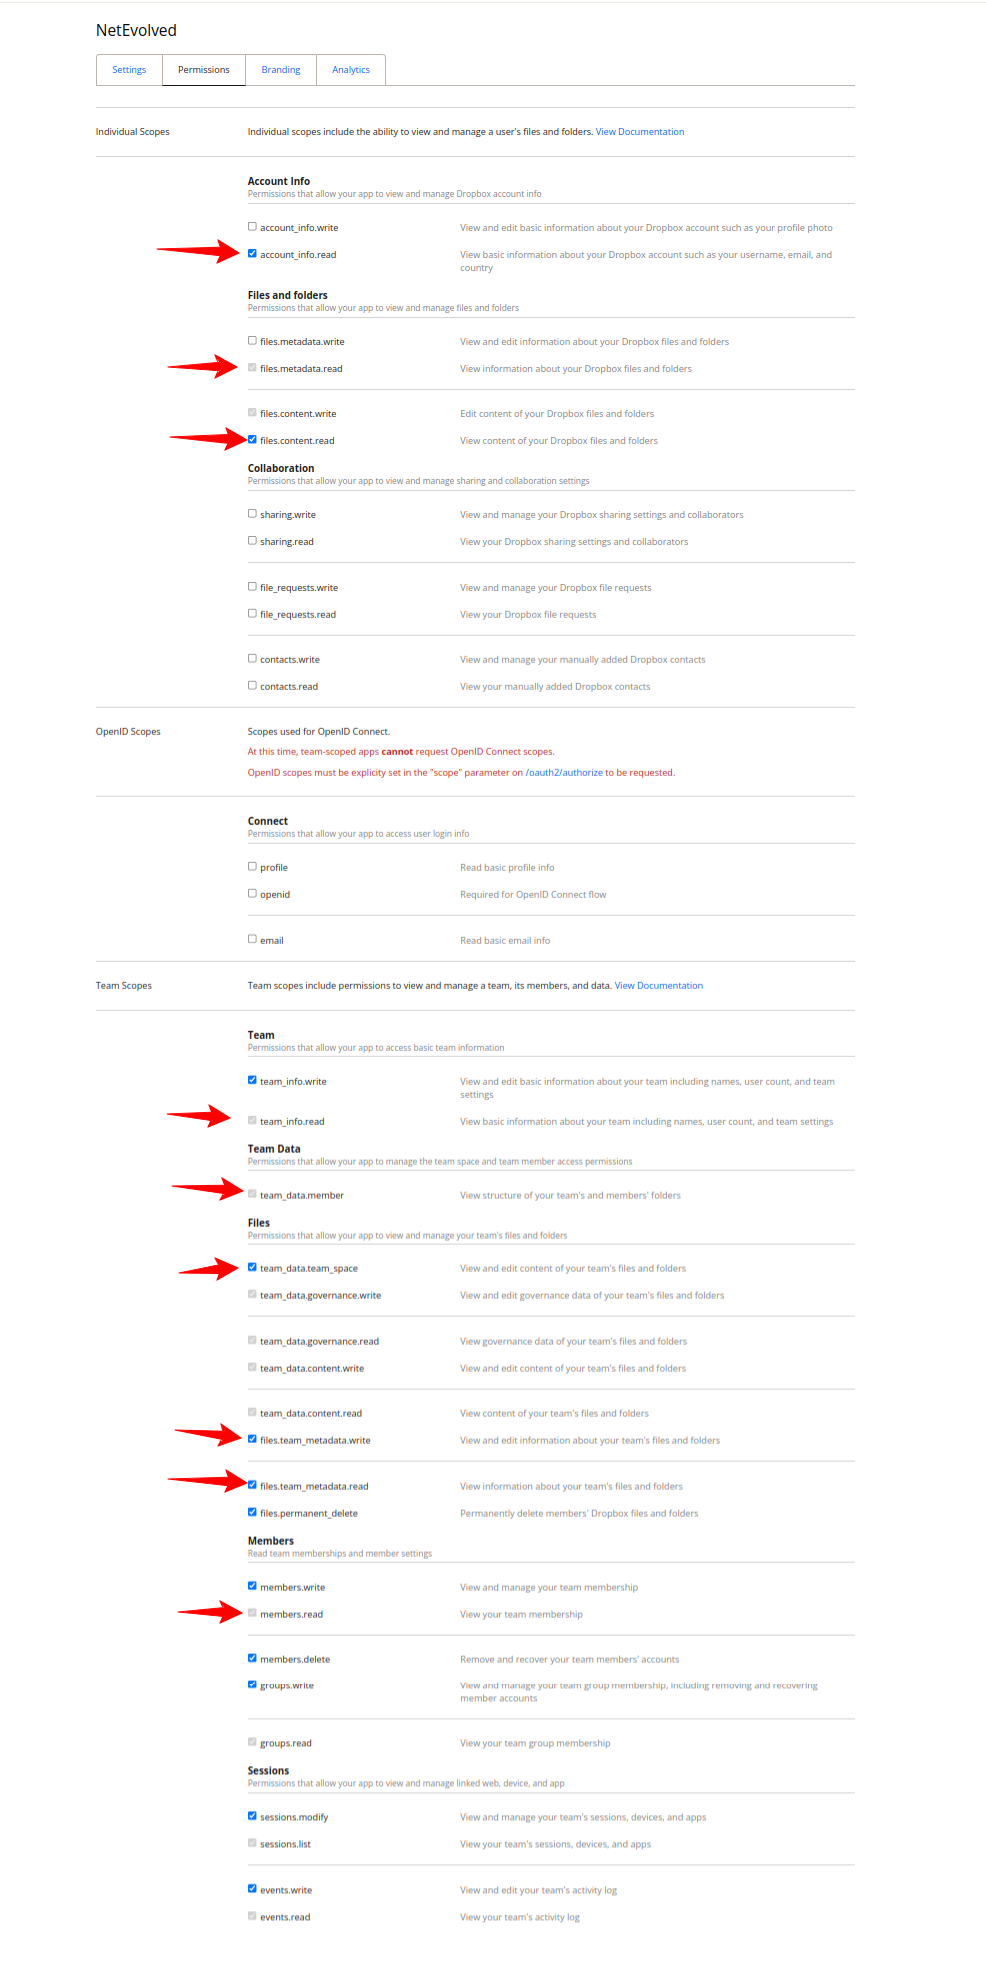 NetEvolved
Settings Permissions Branding Analytics
Individual Scopes Individual scopes include the ability to view and manage a user's files and folders. View Documentation
Account Info
Permissions that allow your app to view and manage Dropbox account info
account_info.write View and edit basic information about your Dropbox account such as your profile photo
account_info.read View basic information about your Dropbox account such as your username, email, and
country
Files and folders
Permissions that allow your app to view and manage files and folders
files.metadata.write View and edit information about your Dropbox files and folders
files.metadata.read View information about your Dropbox files and folders
files.content.write Edit content of your Dropbox files and folders
files.content.read View content of your Dropbox files and folders
Collaboration
Permissions that allow your app to view and manage sharing and collaboration settings
sharing.write View and manage your Dropbox sharing settings and collaborators
sharing.read View your Dropbox sharing settings and collaborators
file_requests.write View and manage your Dropbox file requests
file_requests.read View your Dropbox file requests
contacts.write View and manage your manually added Dropbox contacts
contacts.read View your manually added Dropbox contacts
OpenID Scopes Scopes used for OpenID Connect.
At this time, team-scoped apps cannot request OpenID Connect scopes.
OpenID scopes must be explicity set in the "scope" parameter on /oauth2/authorize to be requested.
Connect
Permissions that allow your app to access user login info
profile Read basic profile info
openid Required for OpenID Connect flow
email Read basic email info
Team Scopes Team scopes include permissions to view and manage a team, its members, and data. View Documentation
Team
Permissions that allow your app to access basic team information
team_info.write View and edit basic information about your team including names, user count, and team
settings
team_info.read View basic information about your team including names, user count, and team settings
Team Data
Permissions that allow your app to manage the team space and team member access permissions
team_data.member View structure of your team's and members' folders
Files
Permissions that allow your app to view and manage your team's files and folders
team_data.team_space View and edit content of your team's files and folders
team_data.governance.write View and edit governance data of your team's files and folders
team_data.governance.read View governance data of your team's files and folders
team_data.content.write View and edit content of your team's files and folders
team_data.content.read View content of your team's files and folders
files.team_metadata.write View and edit information about your team's files and folders
files.team_metadata.read View information about your team's files and folders
files.permanent_delete Permanently delete members' Dropbox files and folders
Members
Read team memberships and member settings
members.write View and manage your team membership
members.read View your team membership
members.delete Remove and recover your team members' accounts
groups.write View and manage your team group membership, including removing and recovering
member accounts
groups.read View your team group membership
Sessions
Permissions that allow your app to view and manage linked web, device, and app
sessions.modify View and manage your team's sessions, devices, and apps
sessions.list View your team's sessions, devices, and apps
events.write View and edit your team's activity log
events.read View your team's activity log